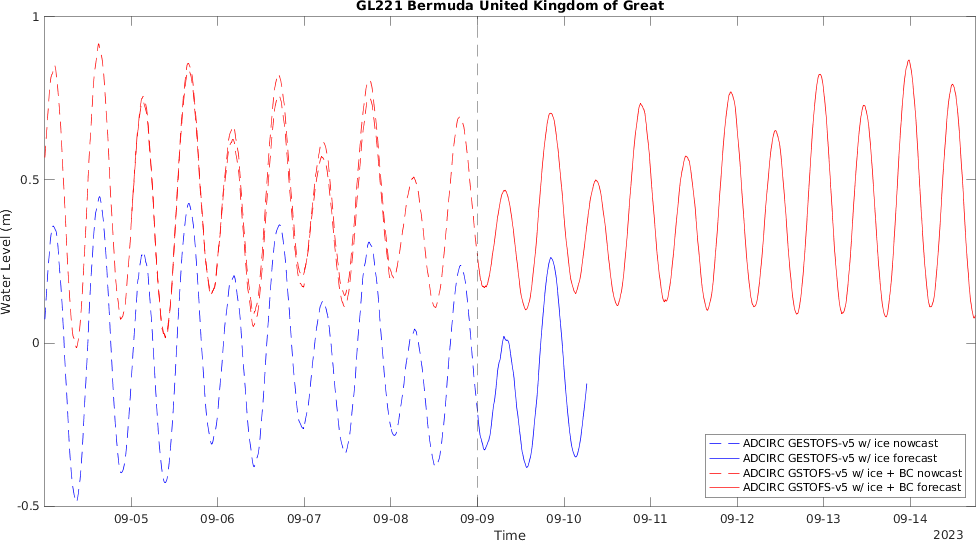 GL221 Bermuda United Kingdom of Great
1
0.5
0
-0.5
Water Level (m)
ADCIRC GESTOFS-v5 w/ ice nowcast
ADCIRC GESTOFS-v5 w/ ice forecast
ADCIRC GSTOFS-v5 w/ ice + BC nowcast
ADCIRC GSTOFS-v5 w/ ice + BC forecast
09-05 09-06 09-07 09-08 09-09 09-10 09-11 09-12 09-13 09-14
Time
2023